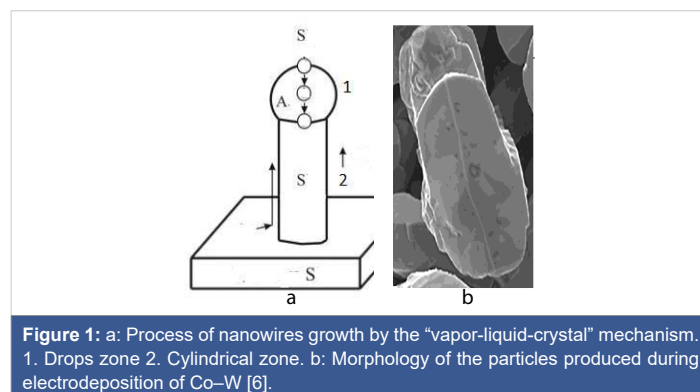 S
1
A.
S
2
S
a
b
Figure 1: a: Process of nanowires growth by the “vapor-liquid-crystal” mechanism.
1. Drops zone 2. Cylindrical zone. b: Morphology of the particles produced during
electrodeposition of Co–W [6].